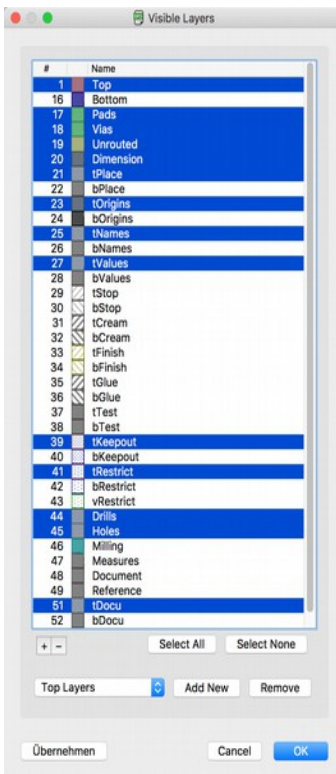 Visible Layers
# Name
1 Top
16 Bottom
17 Pads
18 Vias
19 Unrouted
20 Dimension
21 tPlace
22 bPlace
23 tOrigins
24 bOrigins
25 tNames
26 bNames
27 tValues
28 bValues
29 tStop
30 bStop
31 tCream
32 bCream
33 tFinish
34 bFinish
35 tGlue
36 bGlue
37 tTest
38 bTest
39 tKeepout
40 bKeepout
41 tRestrict
42 bRestrict
43 vRestrict
44 Drills
45 Holes
46 Milling
47 Measures
48 Document
49 Reference
51 tDocu
52 bDocu
+ - Select All Select None
Top Layers Add New Remove
Übernehmen Cancel OK